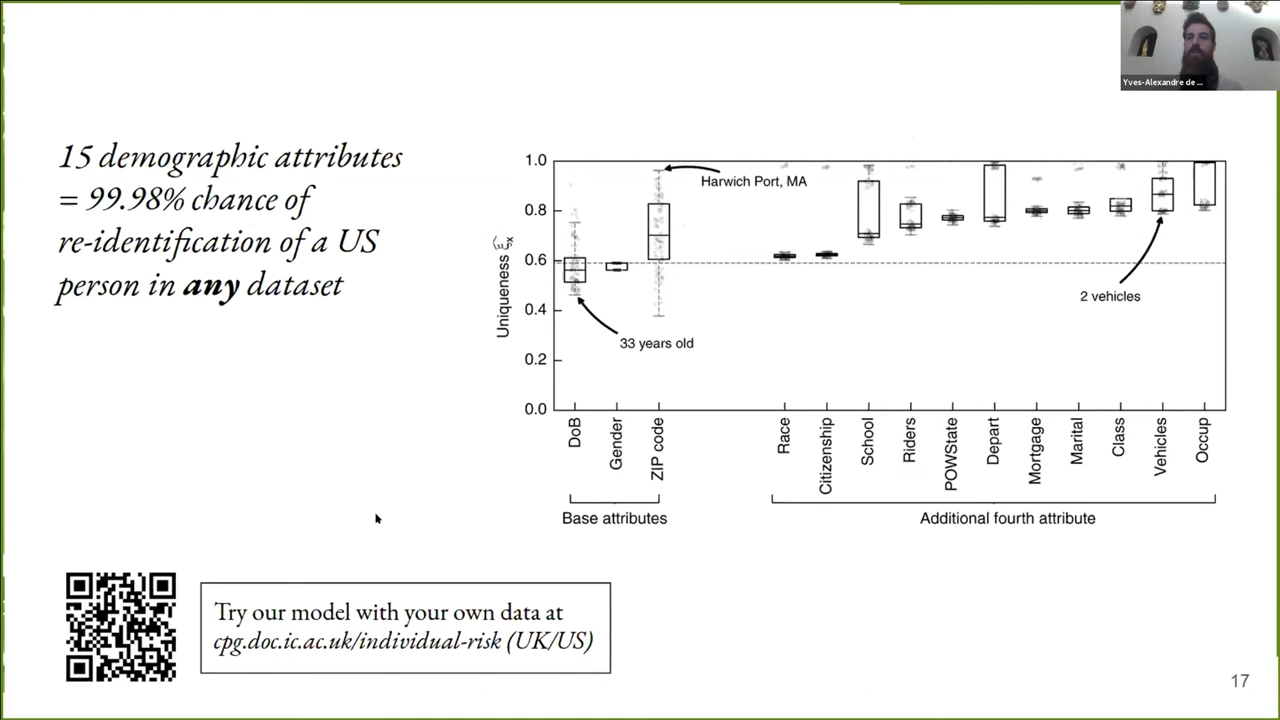 Yves-Alexandre de ...
15 demographic attributes
= 99.98% chance of
re-identification of a US
person in any dataset
1.0
0.8
0.6
0.4
0.2
0.0
Uniqueness ξ̂x
Harwich Port, MA
33 years old
2 vehicles
DoB
Gender
ZIP code
Race
Citizenship
School
Riders
POWState
Depart
Mortgage
Marital
Class
Vehicles
Occup
Base attributes
Additional fourth attribute
Try our model with your own data at
cpg.doc.ic.ac.uk/individual-risk (UK/US)
17